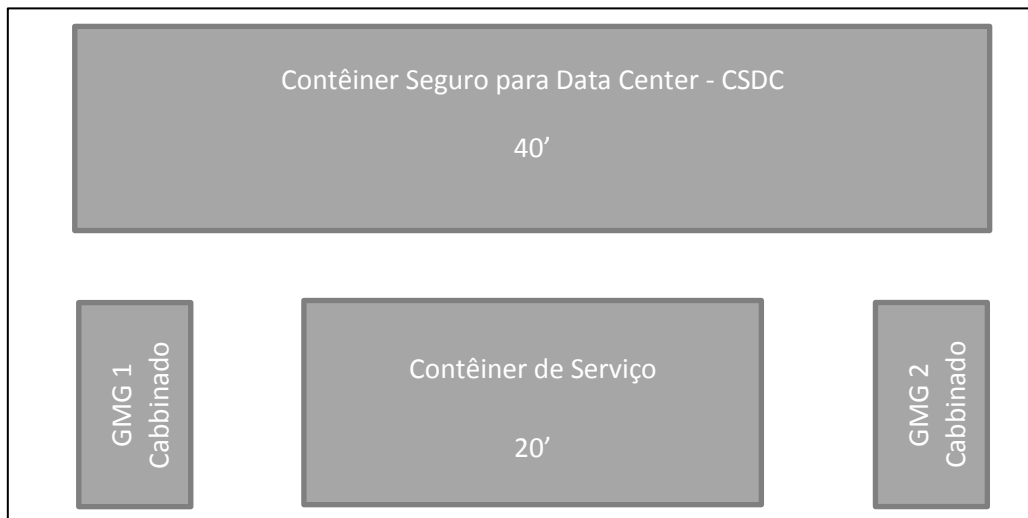 Contêiner Seguro para Data Center - CSDC
40’
GMG 1
Cabbinado
Contêiner de Serviço
20’
GMG 2
Cabbinado